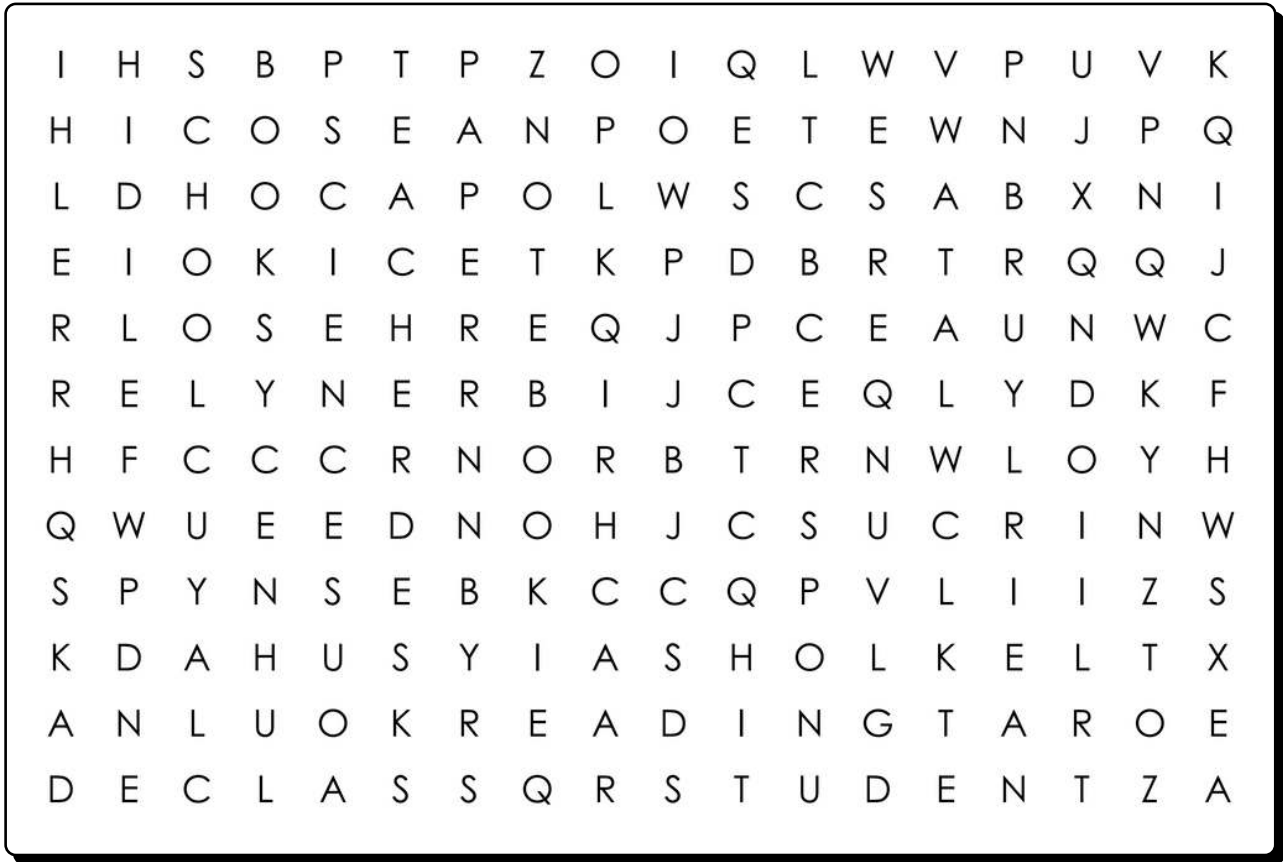 I H S B P T P Z O I Q L W V P U V K
H I C O S E A N P O E T E W N J P Q
L D H O C A P O L W S C S A B X N I
E I O K I C E T K P D B R T R Q Q J
R L O S E H R E Q J P C E A U N W C
R E L Y N E R B I J C E Q L Y D K F
H F C C C R N O R B T R N W L O Y H
Q W U E E D N O H J C S U C R I N W
S P Y N S E B K C C Q P V L I I Z S
K D A H U S Y I A S H O L K E L T X
A N L U O K R E A D I N G T A R O E
D E C L A S S Q R S T U D E N T Z A